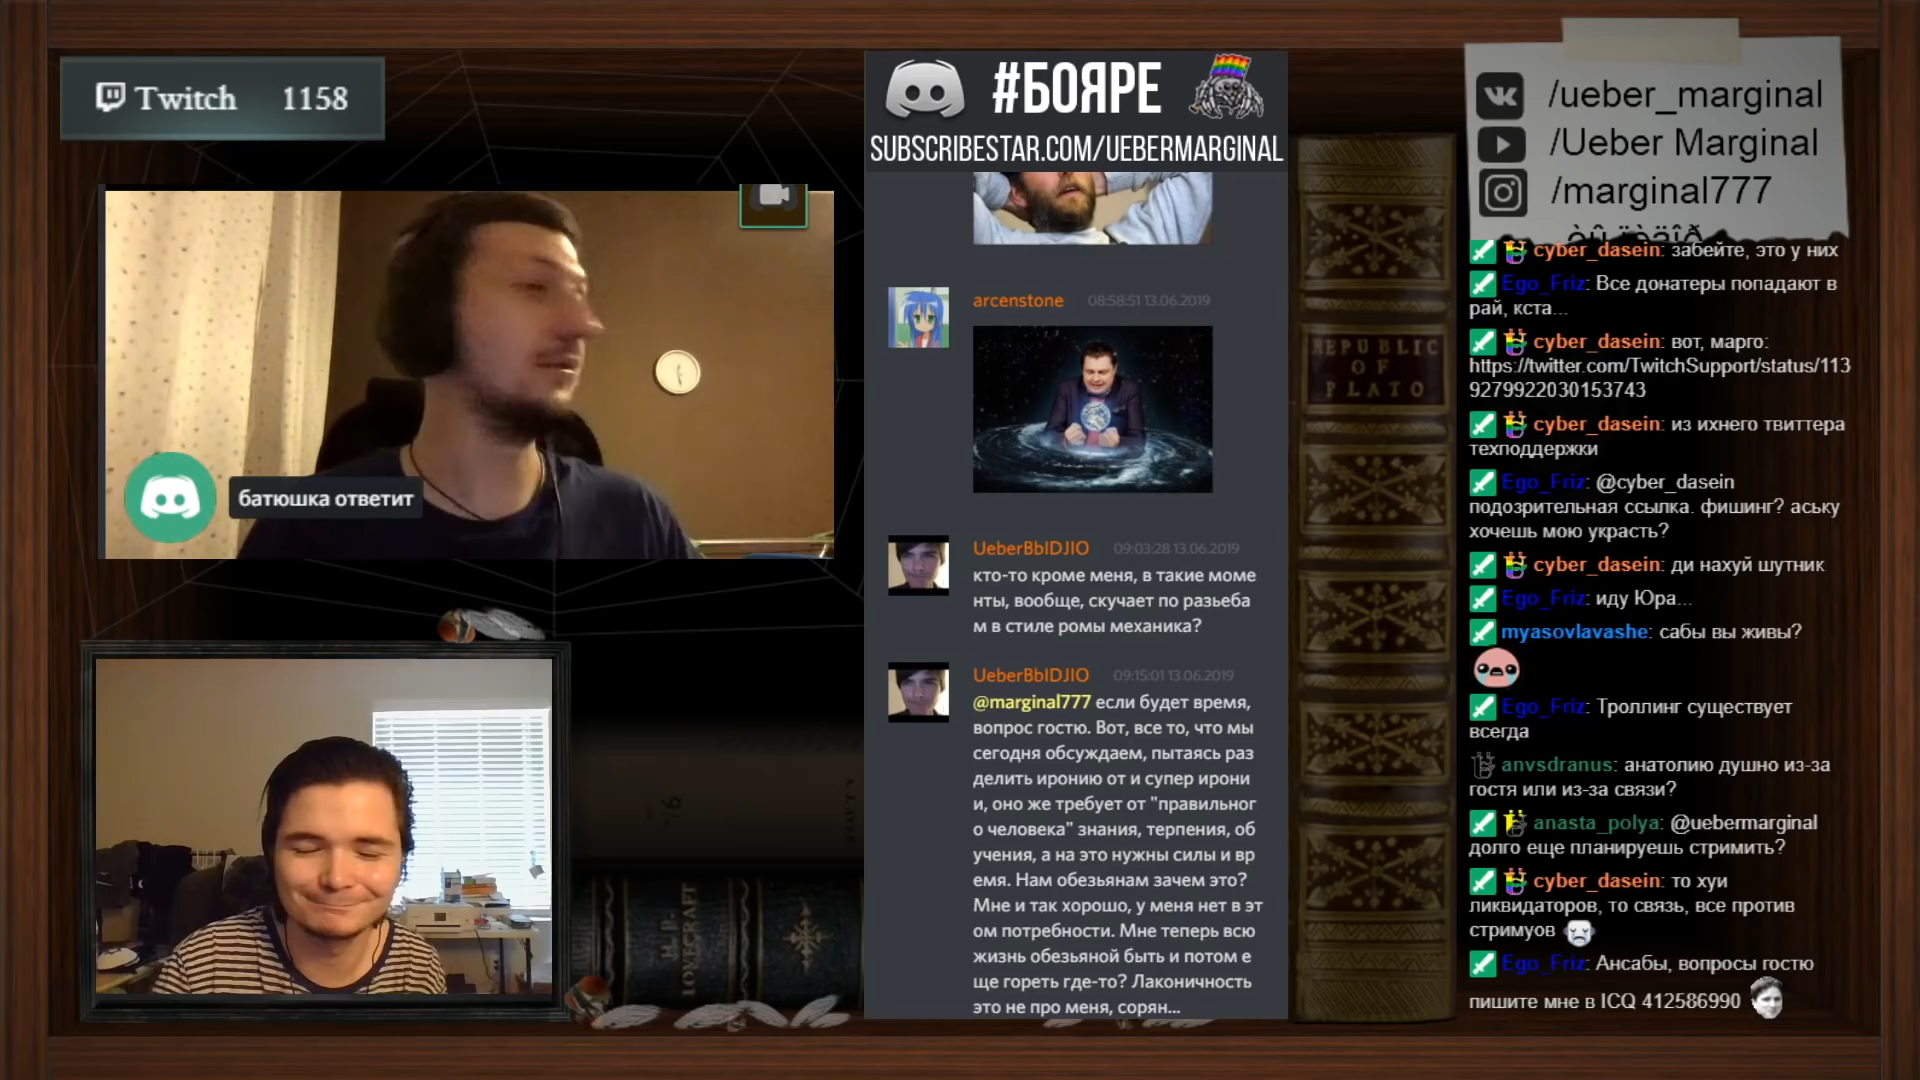 Twitch 1158
батюшка ответит
#БОЯРЕ
SUBSCRIBESTAR.COM/UEBERMARGINAL
arcenstone 08:58:51 13.06.2019
UeberBbIDJIO 09:03:28 13.06.2019
кто-то кроме меня, в такие моме
нты, вообще, скучает по разьеба
м в стиле ромы механика?
UeberBbIDJIO 09:15:01 13.06.2019
@marginal777 если будет время,
вопрос гостю. Вот, все то, что мы
сегодня обсуждаем, пытаясь раз
делить иронию от и супер ирони
и, оно же требует от "правильног
о человека" знания, терпения, об
учения, а на это нужны силы и вр
емя. Нам обезьянам зачем это?
Мне и так хорошо, у меня нет в эт
ом потребности. Мне теперь всю
жизнь обезьяной быть и потом е
ще гореть где-то? Лаконичность
это не про меня, сорян...
H. P.
LOVECRAFT
REPUBLIC
OF
PLATO
/ueber_marginal
/Ueber Marginal
/marginal777
cyber_dasein: забейте, это у них
Ego_Friz: Все донатеры попадают в
рай, кста...
cyber_dasein: вот, марго:
https://twitter.com/TwitchSupport/status/113
9279922030153743
cyber_dasein: из ихнего твиттера
техподдержки
Ego_Friz: @cyber_dasein
подозрительная ссылка. фишинг? аську
хочешь мою украсть?
cyber_dasein: ди нахуй шутник
Ego_Friz: иду Юра...
myasovlavashe: сабы вы живы?
Ego_Friz: Троллинг существует
всегда
anvsdranus: анатолию душно из-за
гостя или из-за связи?
anasta_polya: @uebermarginal
долго еще планируешь стримить?
cyber_dasein: то хуи
ликвидаторов, то связь, все против
стримуов
Ego_Friz: Ансабы, вопросы гостю
пишите мне в ICQ 412586990